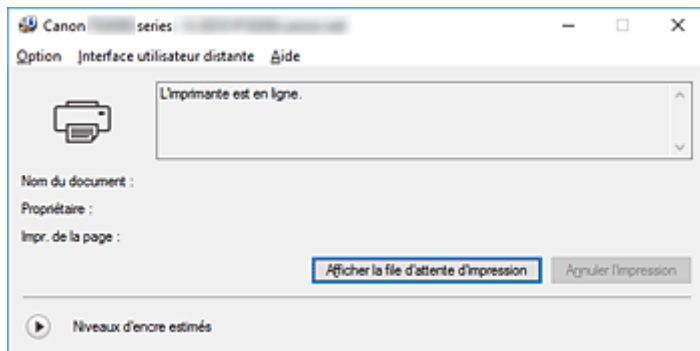 Canon series
Option Interface utilisateur distante Aide
L'imprimante est en ligne.
Nom du document :
Propriétaire :
Impr. de la page :
Afficher la file d'attente d'impression Annuler l'impression
Niveaux d'encre estimés